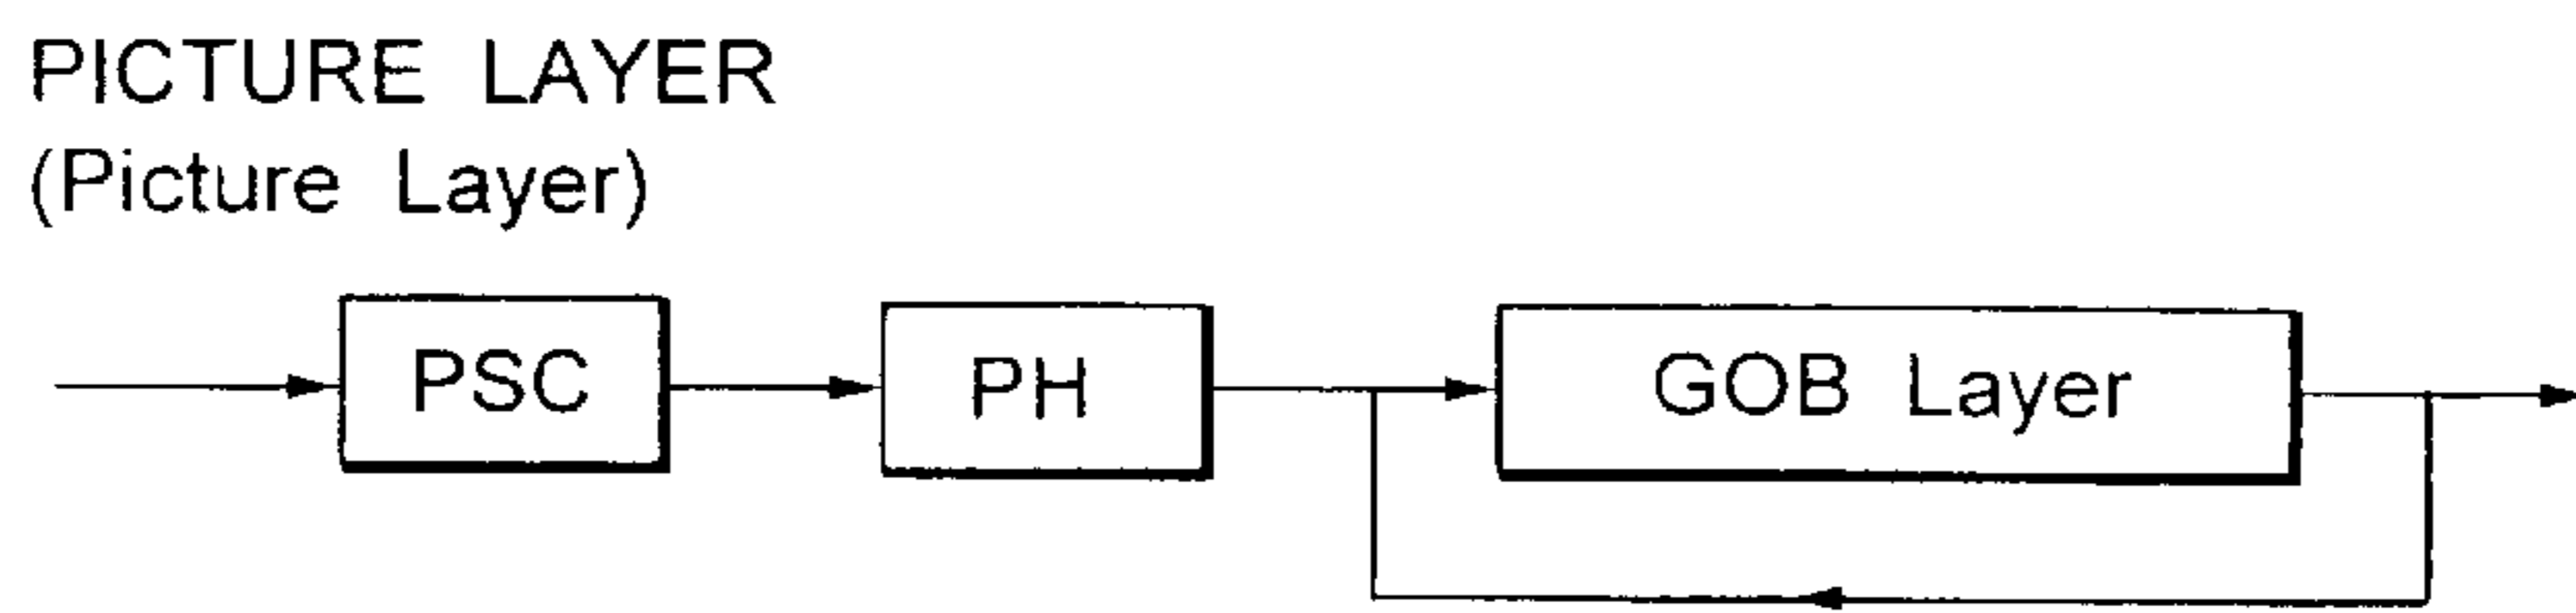 PICTURE LAYER
(Picture Layer)
PSC
PH
GOB Layer